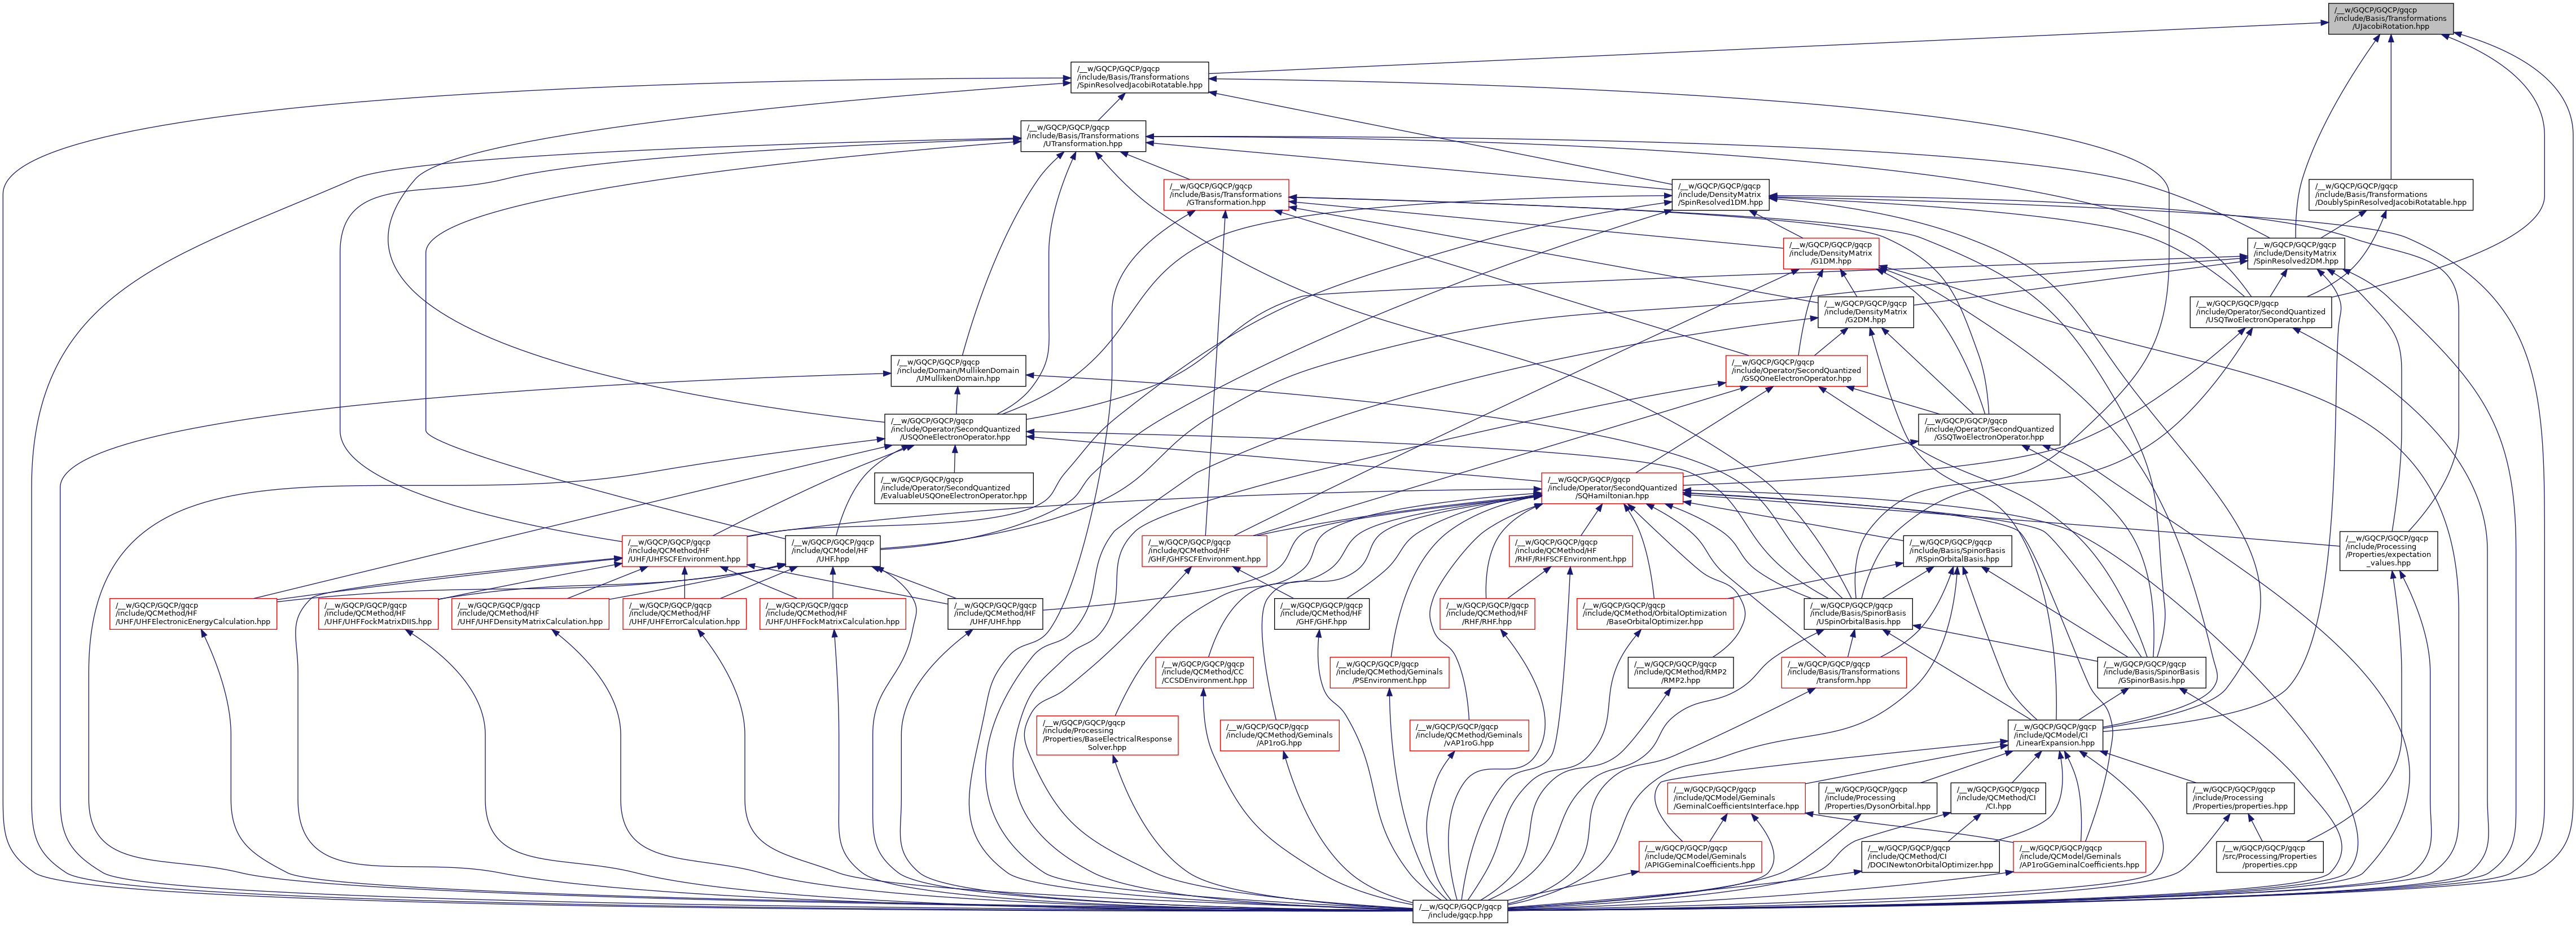 /__w/GQCP/GQCP/gqcp
/include/Basis/Transformations
/UJacobiRotation.hpp
/__w/GQCP/GQCP/gqcp
/include/Basis/Transformations
/SpinResolvedJacobiRotatable.hpp
/__w/GQCP/GQCP/gqcp
/include/Basis/Transformations
/UTransformation.hpp
/__w/GQCP/GQCP/gqcp
/include/Basis/Transformations
/GTransformation.hpp
/__w/GQCP/GQCP/gqcp
/include/DensityMatrix
/SpinResolved1DM.hpp
/__w/GQCP/GQCP/gqcp
/include/Basis/Transformations
/DoublySpinResolvedJacobiRotatable.hpp
/__w/GQCP/GQCP/gqcp
/include/DensityMatrix
/G1DM.hpp
/__w/GQCP/GQCP/gqcp
/include/DensityMatrix
/SpinResolved2DM.hpp
/__w/GQCP/GQCP/gqcp
/include/DensityMatrix
/G2DM.hpp
/__w/GQCP/GQCP/gqcp
/include/Operator/SecondQuantized
/USQTwoElectronOperator.hpp
/__w/GQCP/GQCP/gqcp
/include/Domain/MullikenDomain
/UMullikenDomain.hpp
/__w/GQCP/GQCP/gqcp
/include/Operator/SecondQuantized
/GSQOneElectronOperator.hpp
/__w/GQCP/GQCP/gqcp
/include/Operator/SecondQuantized
/USQOneElectronOperator.hpp
/__w/GQCP/GQCP/gqcp
/include/Operator/SecondQuantized
/GSQTwoElectronOperator.hpp
/__w/GQCP/GQCP/gqcp
/include/Operator/SecondQuantized
/EvaluableUSQOneElectronOperator.hpp
/__w/GQCP/GQCP/gqcp
/include/Operator/SecondQuantized
/SQHamiltonian.hpp
/__w/GQCP/GQCP/gqcp
/include/QCMethod/HF
/UHF/UHFSCFEnvironment.hpp
/__w/GQCP/GQCP/gqcp
/include/QCModel/HF
/UHF.hpp
/__w/GQCP/GQCP/gqcp
/include/QCMethod/HF
/GHF/GHFSCFEnvironment.hpp
/__w/GQCP/GQCP/gqcp
/include/QCMethod/HF
/RHF/RHFSCFEnvironment.hpp
/__w/GQCP/GQCP/gqcp
/include/Basis/SpinorBasis
/RSpinOrbitalBasis.hpp
/__w/GQCP/GQCP/gqcp
/include/Processing
/Properties/expectation
_values.hpp
/__w/GQCP/GQCP/gqcp
/include/QCMethod/HF
/UHF/UHFElectronicEnergyCalculation.hpp
/__w/GQCP/GQCP/gqcp
/include/QCMethod/HF
/UHF/UHFFockMatrixDIIS.hpp
/__w/GQCP/GQCP/gqcp
/include/QCMethod/HF
/UHF/UHFDensityMatrixCalculation.hpp
/__w/GQCP/GQCP/gqcp
/include/QCMethod/HF
/UHF/UHFErrorCalculation.hpp
/__w/GQCP/GQCP/gqcp
/include/QCMethod/HF
/UHF/UHFFockMatrixCalculation.hpp
/__w/GQCP/GQCP/gqcp
/include/QCMethod/HF
/UHF/UHF.hpp
/__w/GQCP/GQCP/gqcp
/include/QCMethod/HF
/GHF/GHF.hpp
/__w/GQCP/GQCP/gqcp
/include/QCMethod/HF
/RHF/RHF.hpp
/__w/GQCP/GQCP/gqcp
/include/QCMethod/OrbitalOptimization
/BaseOrbitalOptimizer.hpp
/__w/GQCP/GQCP/gqcp
/include/Basis/SpinorBasis
/USpinOrbitalBasis.hpp
/__w/GQCP/GQCP/gqcp
/include/QCMethod/CC
/CCSDEnvironment.hpp
/__w/GQCP/GQCP/gqcp
/include/QCMethod/Geminals
/PSEnvironment.hpp
/__w/GQCP/GQCP/gqcp
/include/QCMethod/RMP2
/RMP2.hpp
/__w/GQCP/GQCP/gqcp
/include/Basis/Transformations
/transform.hpp
/__w/GQCP/GQCP/gqcp
/include/Basis/SpinorBasis
/GSpinorBasis.hpp
/__w/GQCP/GQCP/gqcp
/include/Processing
/Properties/BaseElectricalResponse
Solver.hpp
/__w/GQCP/GQCP/gqcp
/include/QCMethod/Geminals
/AP1roG.hpp
/__w/GQCP/GQCP/gqcp
/include/QCMethod/Geminals
/vAP1roG.hpp
/__w/GQCP/GQCP/gqcp
/include/QCModel/CI
/LinearExpansion.hpp
/__w/GQCP/GQCP/gqcp
/include/QCModel/Geminals
/GeminalCoefficientsInterface.hpp
/__w/GQCP/GQCP/gqcp
/include/Processing
/Properties/DysonOrbital.hpp
/__w/GQCP/GQCP/gqcp
/include/QCMethod/CI
/CI.hpp
/__w/GQCP/GQCP/gqcp
/include/Processing
/Properties/properties.hpp
/__w/GQCP/GQCP/gqcp
/include/QCModel/Geminals
/APIGGeminalCoefficients.hpp
/__w/GQCP/GQCP/gqcp
/include/QCMethod/CI
/DOCINewtonOrbitalOptimizer.hpp
/__w/GQCP/GQCP/gqcp
/include/QCModel/Geminals
/AP1roGGeminalCoefficients.hpp
/__w/GQCP/GQCP/gqcp
/src/Processing/Properties
/properties.cpp
/__w/GQCP/GQCP/gqcp
/include/gqcp.hpp